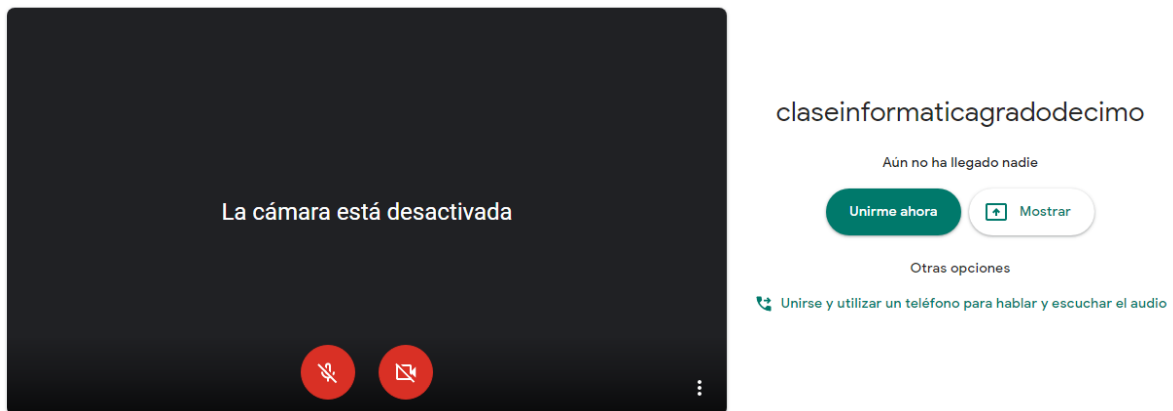 La cámara está desactivada
claseinformaticagradodecimo
Aún no ha llegado nadie
Unirme ahora
Mostrar
Otras opciones
Unirse y utilizar un teléfono para hablar y escuchar el audio